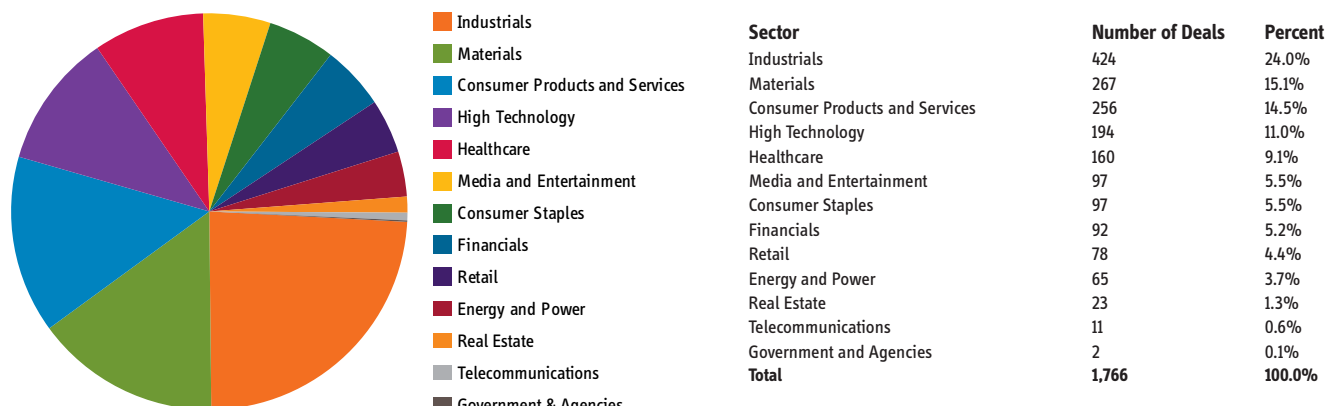 Industrials
Materials
Consumer Products and Services
High Technology
Healthcare
Media and Entertainment
Consumer Staples
Financials
Retail
Energy and Power
Real Estate
Telecommunications
Government & Agencies
Sector Number of Deals Percent
Industrials 424 24.0%
Materials 267 15.1%
Consumer Products and Services 256 14.5%
High Technology 194 11.0%
Healthcare 160 9.1%
Media and Entertainment 97 5.5%
Consumer Staples 97 5.5%
Financials 92 5.2%
Retail 78 4.4%
Energy and Power 65 3.7%
Real Estate 23 1.3%
Telecommunications 11 0.6%
Government and Agencies 2 0.1%
Total 1,766 100.0%